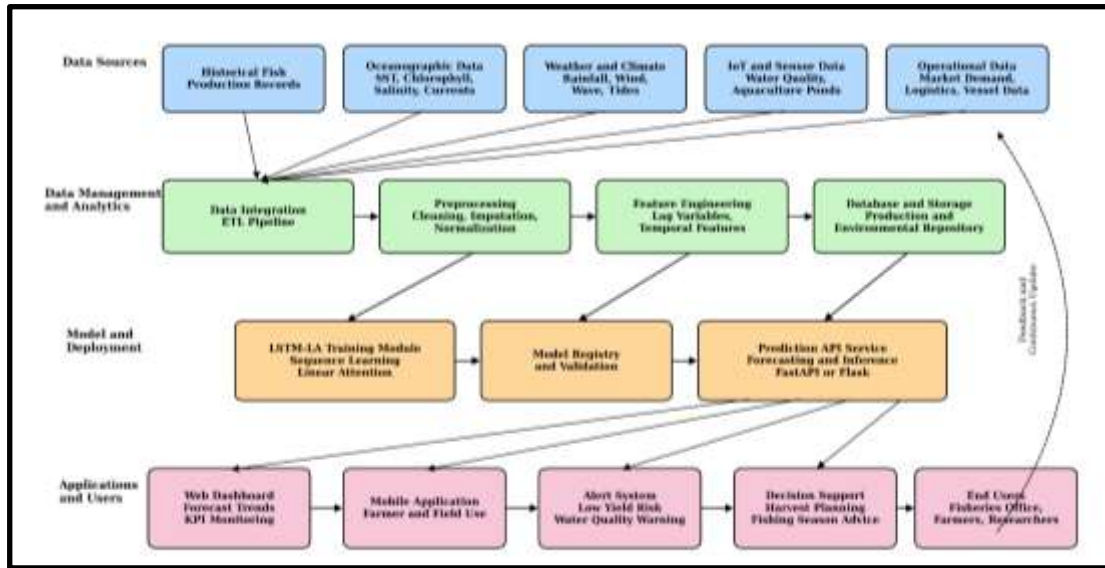 Data Sources
Historical Fish
Production Records
Oceanographic Data
SST, Chlorophyll,
Salinity, Currents
Weather and Climate
Rainfall, Wind,
Wave, Tides
IoT and Sensor Data
Water Quality,
Aquaculture Ponds
Operational Data
Market Demand,
Logistics, Vessel Data
Data Management
and Analytics
Data Integration
ETL Pipeline
Preprocessing
Cleaning, Imputation,
Normalization
Feature Engineering
Lag Variables,
Temporal Features
Database and Storage
Production and
Environmental Repository
Feedback and
Continuous Update
Model and
Deployment
LSTM-LA Training Module
Sequence Learning
Linear Attention
Model Registry
and Validation
Prediction API Service
Forecasting and Inference
FastAPI or Flask
Applications
and Users
Web Dashboard
Forecast Trends
KPI Monitoring
Mobile Application
Farmer and Field Use
Alert System
Low Yield Risk
Water Quality Warning
Decision Support
Harvest Planning
Fishing Season Advice
End Users
Fisheries Office,
Farmers, Researchers